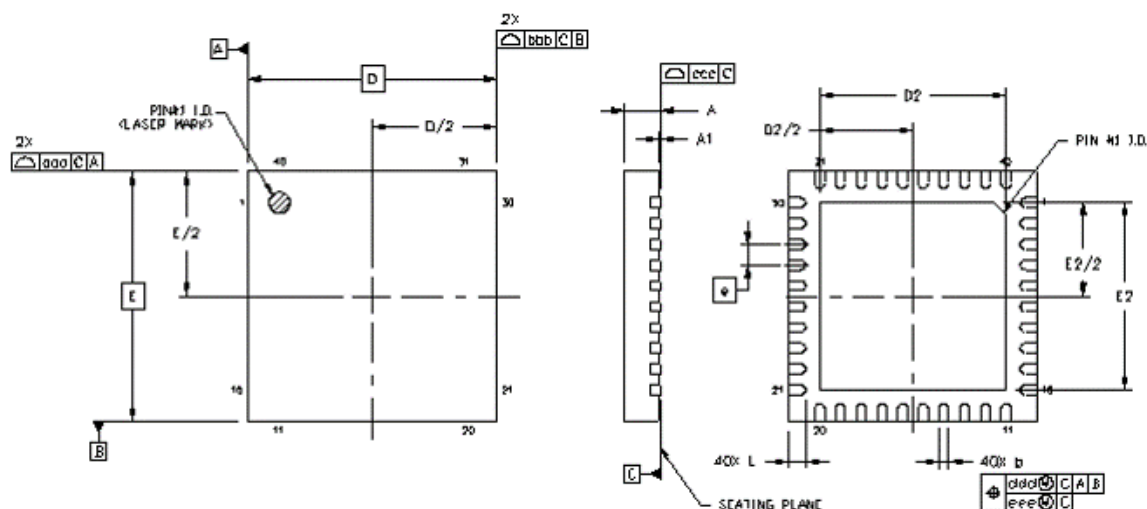 2X
bbb C B
A
D
PIN#1 I.D.
(LASER MARK)
D/2
2X
aaa C A
40
31
1
30
E/2
E
10
21
11
20
B
ccc C
A
A1
C
SEATING PLANE
D2
D2/2
PIN #1 I.D.
31
40
30
1
e
E2/2
E2
21
10
20
11
40X L
40X b
ddd M C A B
eee M C